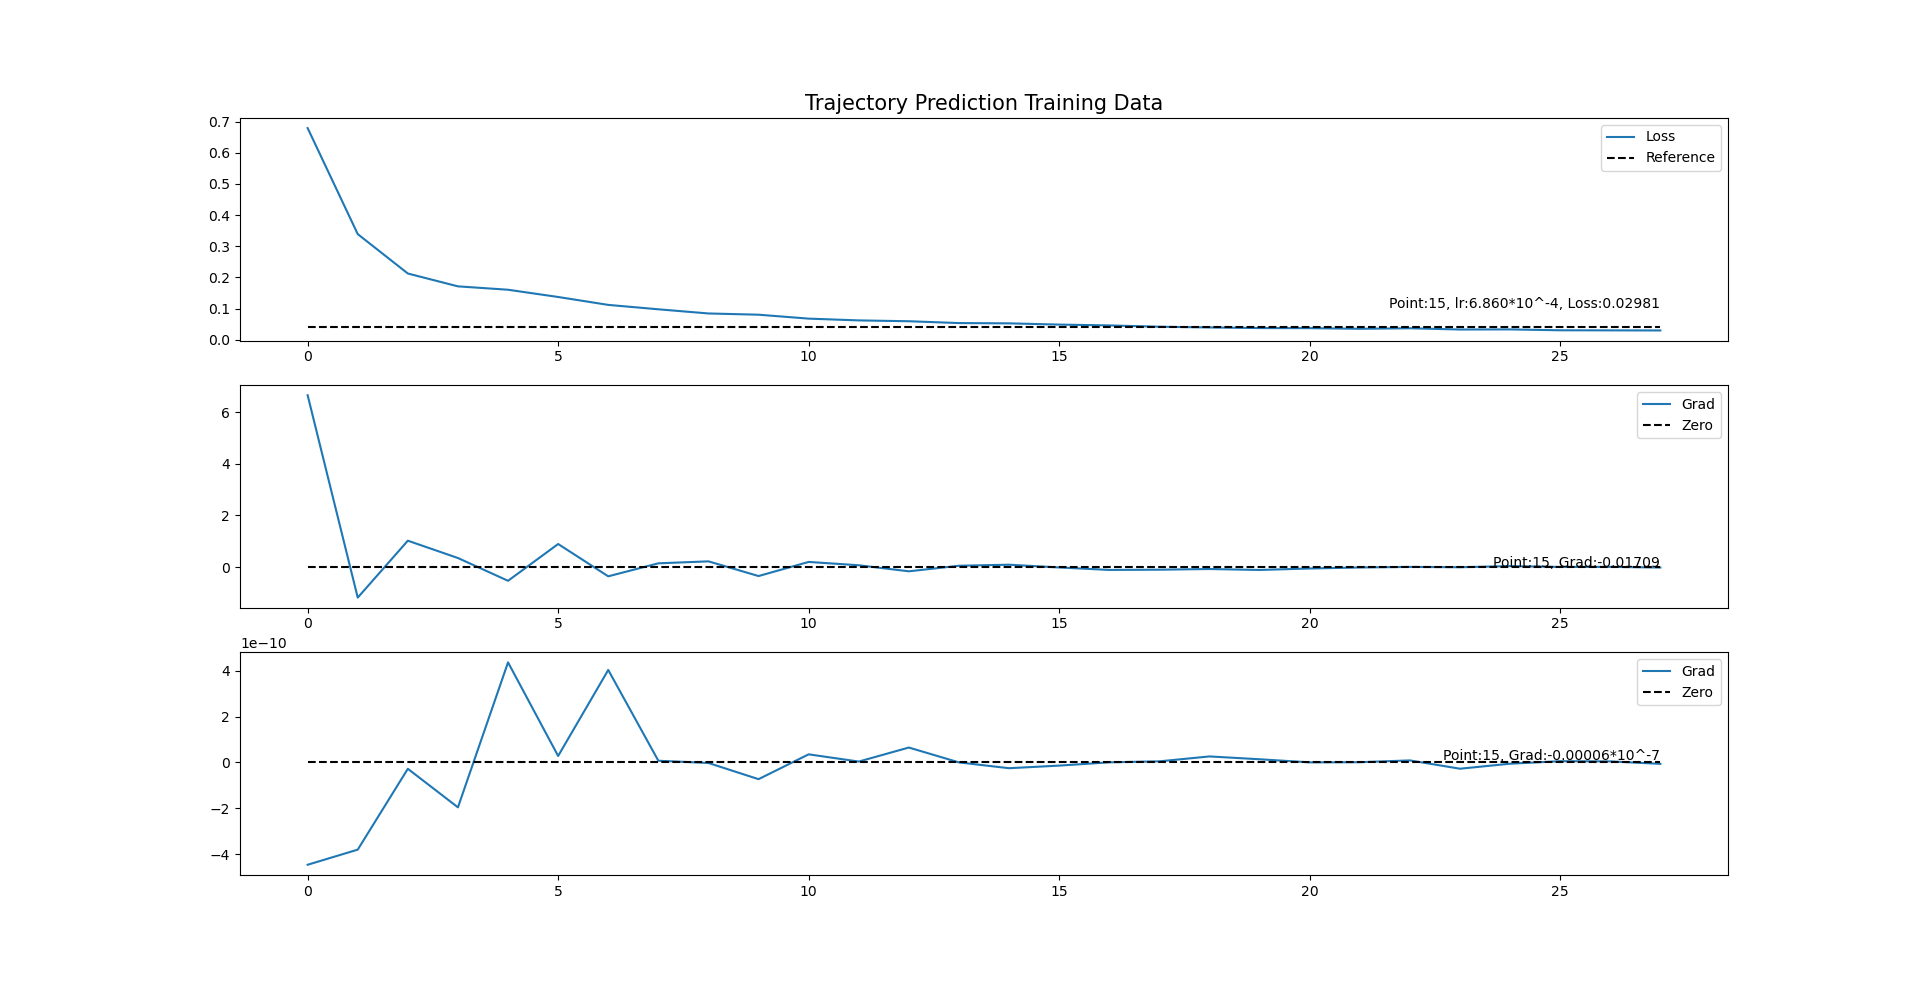 Trajectory Prediction Training Data
0.7
0.6
0.5
0.4
0.3
0.2
0.1
0.0
Loss
Reference
Point:15, lr:6.860*10^-4, Loss:0.02981
0 5 10 15 20 25
6
4
2
0
Grad
Zero
Point:15, Grad:-0.01709
0 5 10 15 20 25
1e−10
4
2
0
−2
−4
Grad
Zero
Point:15, Grad:-0.00006*10^-7
0 5 10 15 20 25